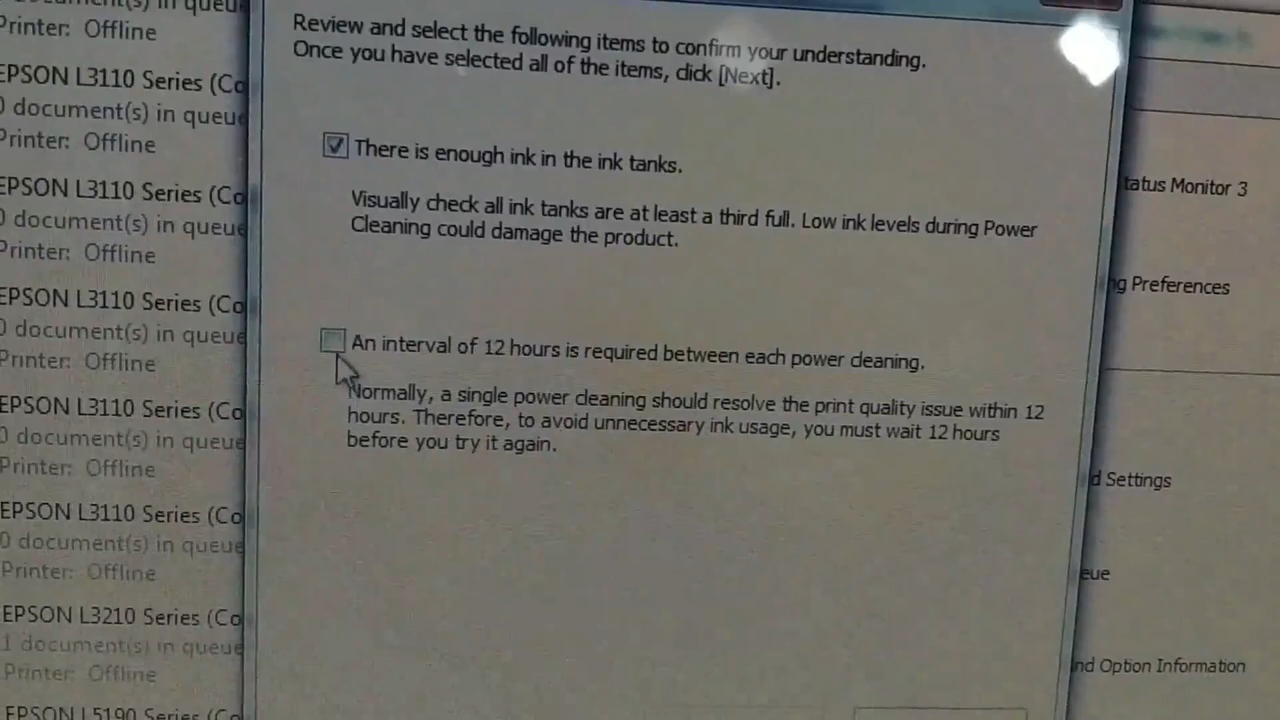 Printer: Offline
EPSON L3110 Series (Co
0 document(s) in queue
Printer: Offline
EPSON L3110 Series (Co
0 document(s) in queue
Printer: Offline
EPSON L3110 Series (Co
0 document(s) in queue
Printer: Offline
EPSON L3110 Series (Co
0 document(s) in queue
Printer: Offline
EPSON L3110 Series (Co
0 document(s) in queue
Printer: Offline
EPSON L3210 Series (Co
1 document(s) in queue
Printer: Offline
EPSON L5190 Series (Co
Review and select the following items to confirm your understanding.
Once you have selected all of the items, click [Next].
There is enough ink in the ink tanks.
Visually check all ink tanks are at least a third full. Low ink levels during Power
Cleaning could damage the product.
An interval of 12 hours is required between each power cleaning.
Normally, a single power cleaning should resolve the print quality issue within 12
hours. Therefore, to avoid unnecessary ink usage, you must wait 12 hours
before you try it again.
tatus Monitor 3
ng Preferences
d Settings
eue
nd Option Information